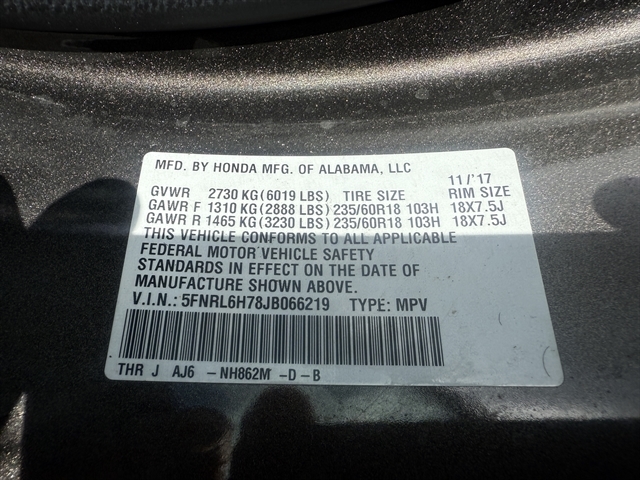 MFD. BY HONDA MFG. OF ALABAMA, LLC
11/'17
GVWR 2730 KG (6019 LBS) TIRE SIZE RIM SIZE
GAWR F 1310 KG (2888 LBS) 235/60R18 103H 18X7.5J
GAWR R 1465 KG (3230 LBS) 235/60R18 103H 18X7.5J
THIS VEHICLE CONFORMS TO ALL APPLICABLE
FEDERAL MOTOR VEHICLE SAFETY
STANDARDS IN EFFECT ON THE DATE OF
MANUFACTURE SHOWN ABOVE.
V.I.N.: 5FNRL6H78JB066219 TYPE: MPV
THR J AJ6 -NH862M -D-B